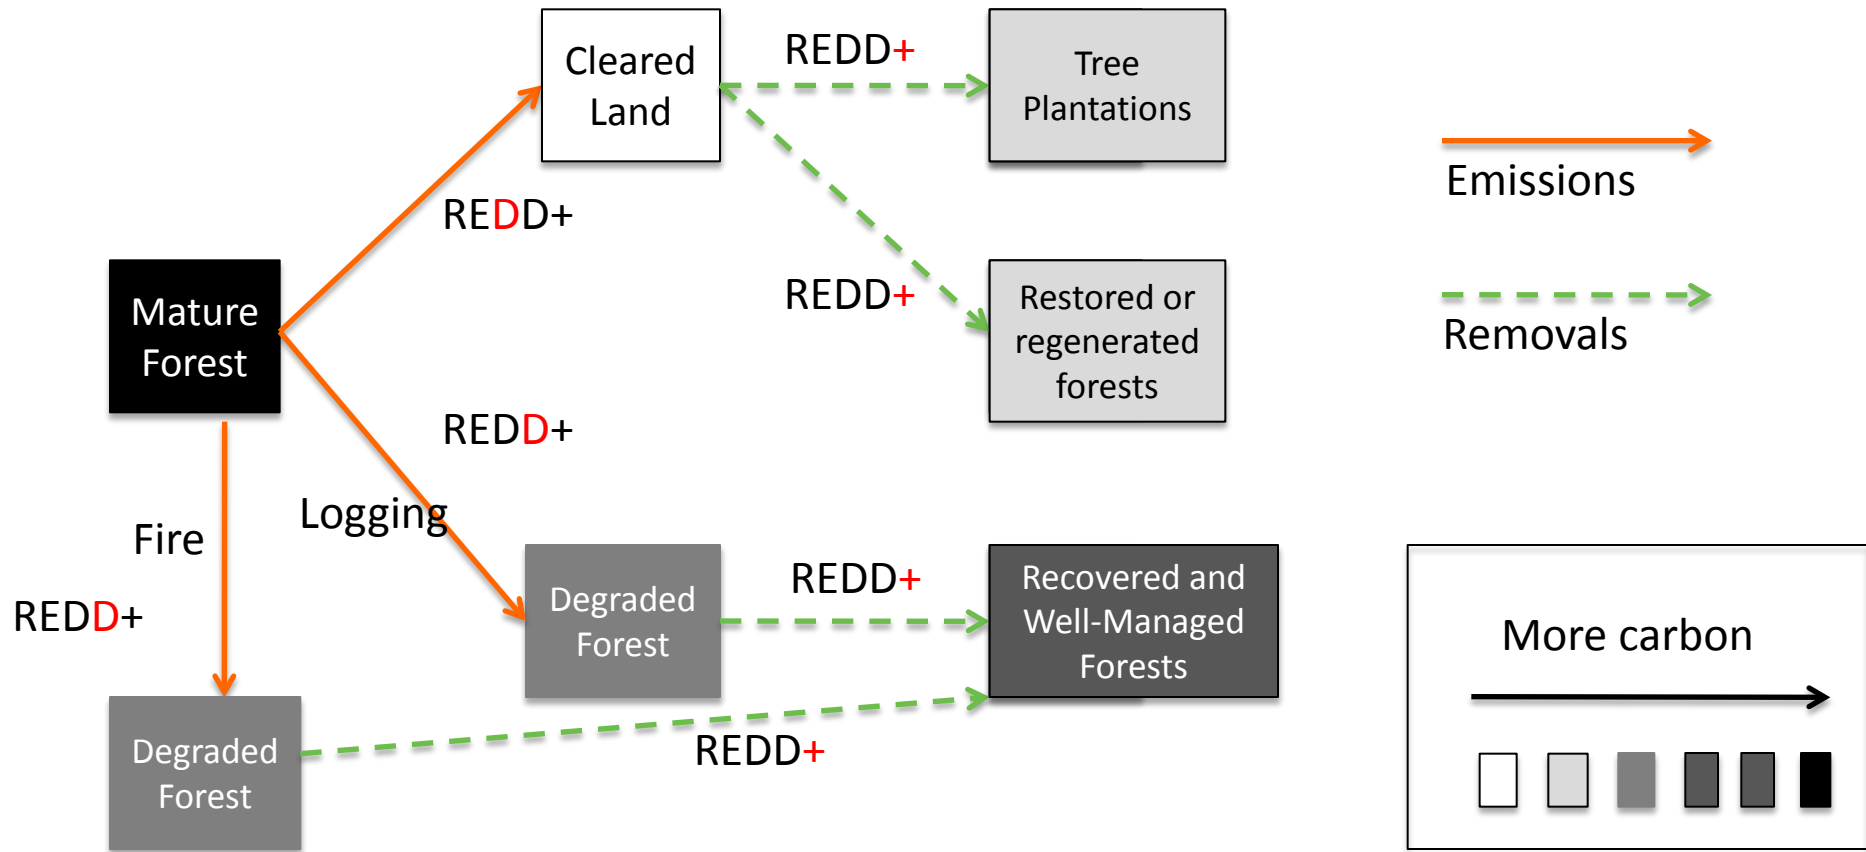 Cleared
Land
REDD+
Tree
Plantations
Emissions
REDD+
Mature
Forest
REDD+
Restored or
regenerated
forests
Removals
REDD+
Logging
Fire
REDD+
Degraded
Forest
REDD+
Recovered and
Well-Managed
Forests
More carbon
Degraded
Forest
REDD+